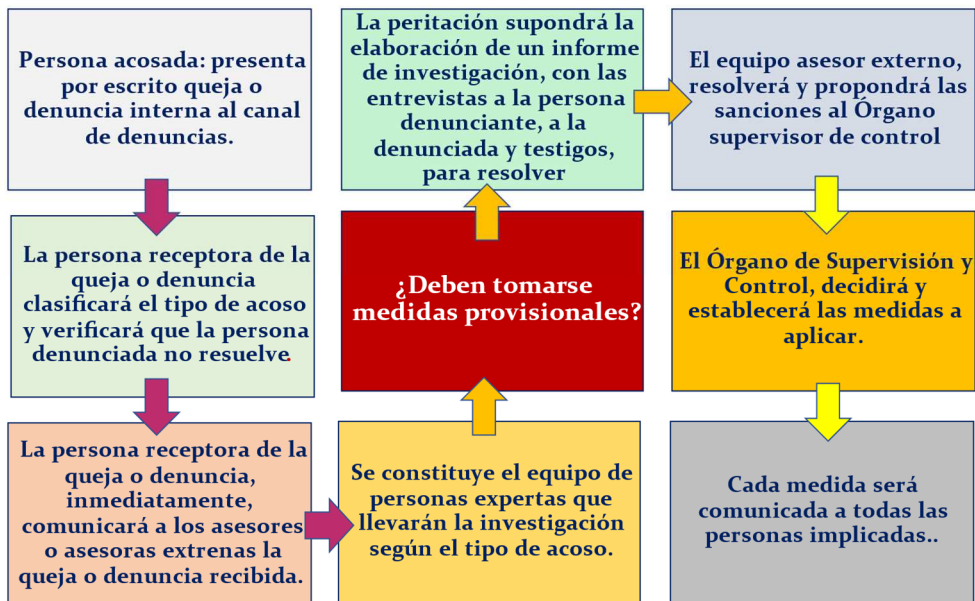 Persona acosada: presenta
por escrito queja o
denuncia interna al canal
de denuncias.
La persona receptora de la
queja o denuncia
clasificará el tipo de acoso
y verificará que la persona
denunciada no resuelve.
La persona receptora de la
queja o denuncia,
inmediatamente,
comunicará a los asesores
o asesoras extrenas la
queja o denuncia recibida.
Se constituye el equipo de
personas expertas que
llevarán la investigación
según el tipo de acoso.
¿Deben tomarse
medidas provisionales?
La peritación supondrá la
elaboración de un informe
de investigación, con las
entrevistas a la persona
denunciante, a la
denunciada y testigos,
para resolver
El equipo asesor externo,
resolverá y propondrá las
sanciones al Órgano
supervisor de control
El Órgano de Supervisión y
Control, decidirá y
establecerá las medidas a
aplicar.
Cada medida será
comunicada a todas las
personas implicadas..